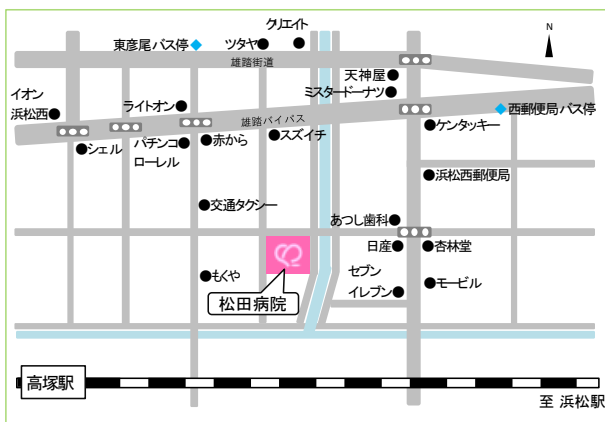 クリエイト
N
東彦尾バス停
ツタヤ
雄踏街道
天神屋
ミスタードーナツ
イオン
浜松西
ライトオン
雄踏バイパス
西郵便局バス停
シェル
パチンコ
ローレル
赤から
スズイチ
ケンタッキー
浜松西郵便局
交通タクシー
あつし歯科
日産
杏林堂
もくや
セブン
イレブン
モービル
松田病院
高塚駅
至 浜松駅